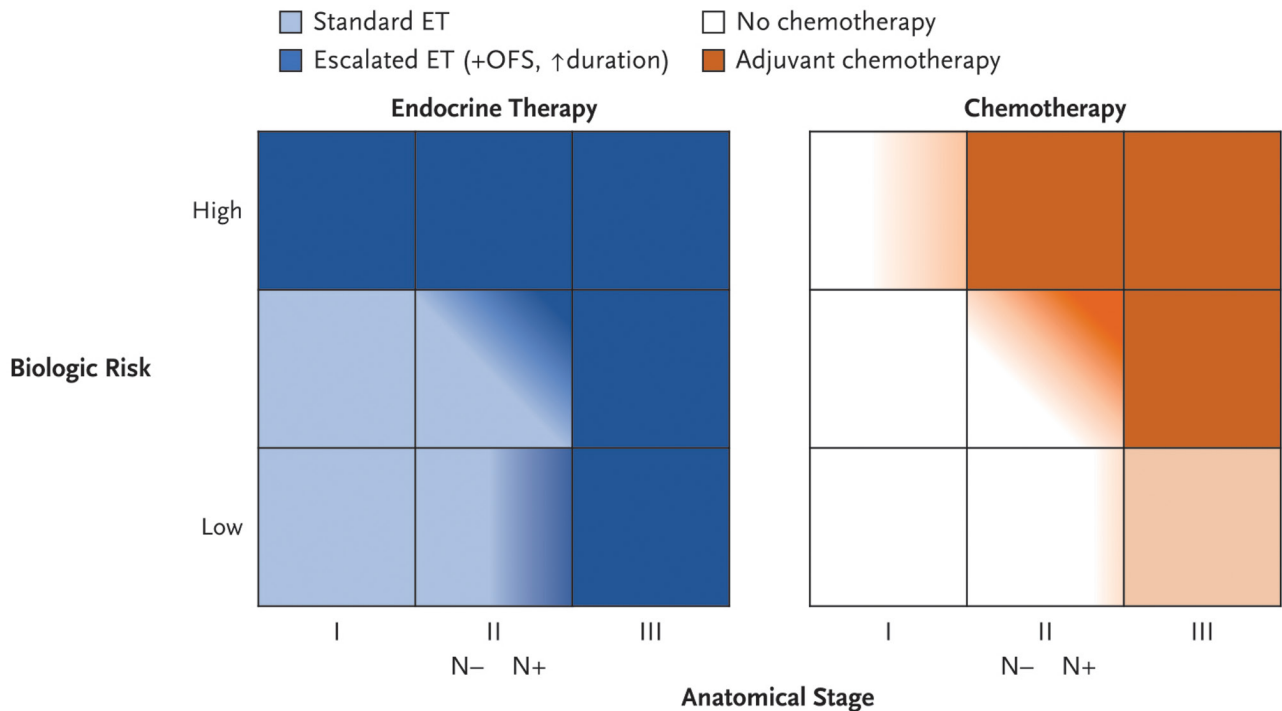 Standard ET
No chemotherapy
Escalated ET (+OFS, ↑duration)
Adjuvant chemotherapy
Endocrine Therapy
Chemotherapy
High
Biologic Risk
Low
I II III
I II III
N– N+
N– N+
Anatomical Stage